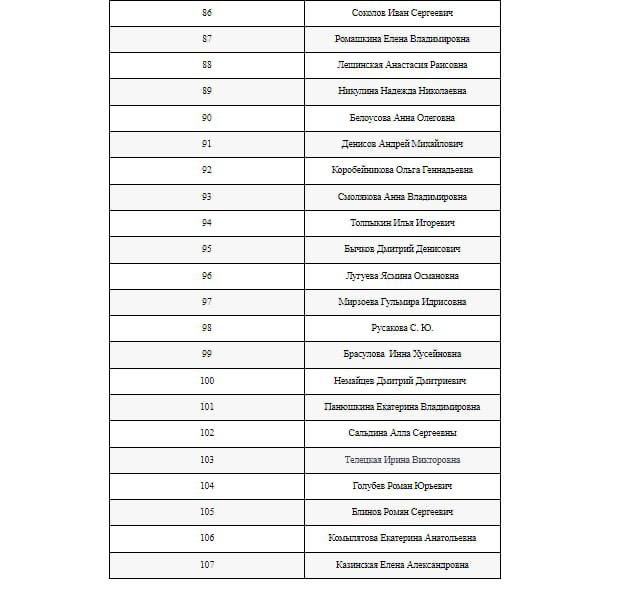 86 Соколов Иван Сергеевич
87 Ромашкина Елена Владимировна
88 Лещинская Анастасия Раисовна
89 Никулина Надежда Николаевна
90 Белоусова Анна Олеговна
91 Денисов Андрей Михайлович
92 Коробейникова Ольга Геннадьевна
93 Смолякова Анна Владимировна
94 Толпыкин Илья Игоревич
95 Бычков Дмитрий Денисович
96 Лугуева Ясмина Османовна
97 Мирзоева Гульмира Идрисовна
98 Русакова С. Ю.
99 Брасулова Инна Хусейновна
100 Немайцев Дмитрий Дмитриевич
101 Панюшкина Екатерина Владимировна
102 Сальдина Алла Сергеевны
103 Телецкая Ирина Викторовна
104 Голубев Роман Юрьевич
105 Блинов Роман Сергеевич
106 Комылятова Екатерина Анатольевна
107 Казинская Елена Александровна